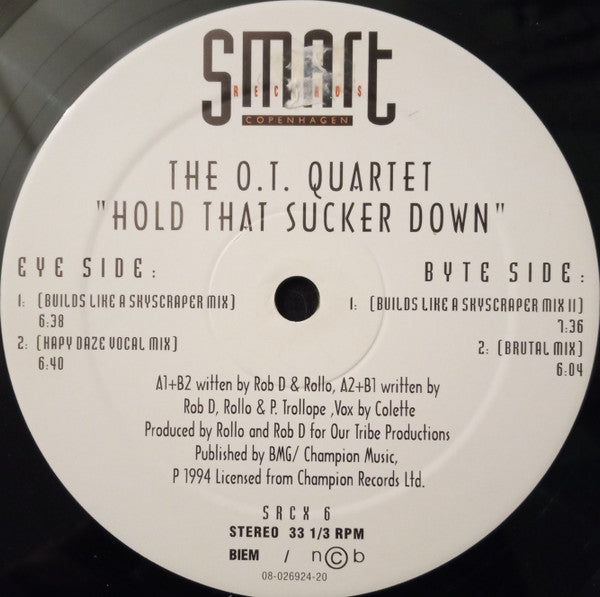 smart
RECORDS
COPENHAGEN
THE O.T. QUARTET
"HOLD THAT SUCKER DOWN"
EYE SIDE:
1: (BUILDS LIKE A SKYSCRAPER MIX)
6:38
2: (HAPY DAZE VOCAL MIX)
6:40
BYTE SIDE:
1: (BUILDS LIKE A SKYSCRAPER MIX II)
7:36
2: (BRUTAL MIX)
6:04
A1+B2 witten by Rob D & Rollo, A2+B1 written by
Rob D, Rollo & P. Trollope ,Vox by Colette
Produced by Rollo and Rob D for Our Tribe Productions
Published by BMG/ Champion Music,
P 1994 Licensed from Champion Records Ltd.
SRCX 6
STEREO 33 1/3 RPM
BIEM / n©b
08-026924-20